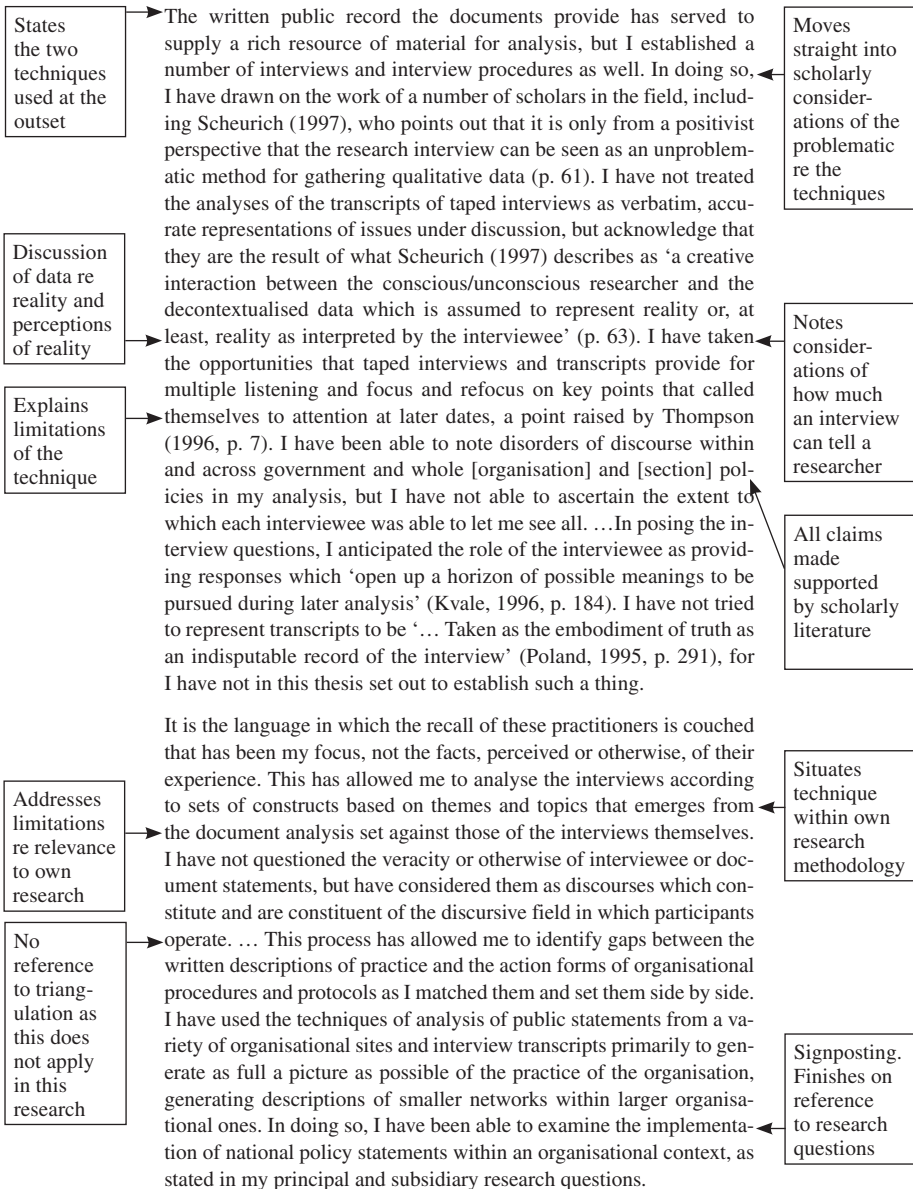 States
the two
techniques
used at the
outset
The written public record the documents provide has served to
supply a rich resource of material for analysis, but I established a
number of interviews and interview procedures as well. In doing so,
I have drawn on the work of a number of scholars in the field, includ-
ing Scheurich (1997), who points out that it is only from a positivist
perspective that the research interview can be seen as an unproblem-
atic method for gathering qualitative data (p. 61). I have not treated
the analyses of the transcripts of taped interviews as verbatim, accu-
rate representations of issues under discussion, but acknowledge that
they are the result of what Scheurich (1997) describes as ‘a creative
interaction between the conscious/unconscious researcher and the
decontextualised data which is assumed to represent reality or, at
least, reality as interpreted by the interviewee’ (p. 63). I have taken
the opportunities that taped interviews and transcripts provide for
multiple listening and focus and refocus on key points that called
themselves to attention at later dates, a point raised by Thompson
(1996, p. 7). I have been able to note disorders of discourse within
and across government and whole [organisation] and [section] pol-
icies in my analysis, but I have not able to ascertain the extent to
which each interviewee was able to let me see all. …In posing the in-
terview questions, I anticipated the role of the interviewee as provid-
ing responses which ‘open up a horizon of possible meanings to be
pursued during later analysis’ (Kvale, 1996, p. 184). I have not tried
to represent transcripts to be ‘… Taken as the embodiment of truth as
an indisputable record of the interview’ (Poland, 1995, p. 291), for
I have not in this thesis set out to establish such a thing.
Moves
straight into
scholarly
consider-
ations of the
problematic
re the
techniques
Discussion
of data re
reality and
perceptions
of reality
Notes
consider-
ations of
how much
an interview
can tell a
researcher
Explains
limitations
of the
technique
All claims
made
supported
by scholarly
literature
It is the language in which the recall of these practitioners is couched
that has been my focus, not the facts, perceived or otherwise, of their
experience. This has allowed me to analyse the interviews according
to sets of constructs based on themes and topics that emerges from
the document analysis set against those of the interviews themselves.
I have not questioned the veracity or otherwise of interviewee or doc-
ument statements, but have considered them as discourses which con-
stitute and are constituent of the discursive field in which participants
operate. … This process has allowed me to identify gaps between the
written descriptions of practice and the action forms of organisational
procedures and protocols as I matched them and set them side by side.
I have used the techniques of analysis of public statements from a va-
riety of organisational sites and interview transcripts primarily to gen-
erate as full a picture as possible of the practice of the organisation,
generating descriptions of smaller networks within larger organisa-
tional ones. In doing so, I have been able to examine the implementa-
tion of national policy statements within an organisational context, as
stated in my principal and subsidiary research questions.
Addresses
limitations
re relevance
to own
research
Situates
technique
within own
research
methodology
No
reference
to triang-
ulation as
this does
not apply
in this
research
Signposting.
Finishes on
reference
to research
questions